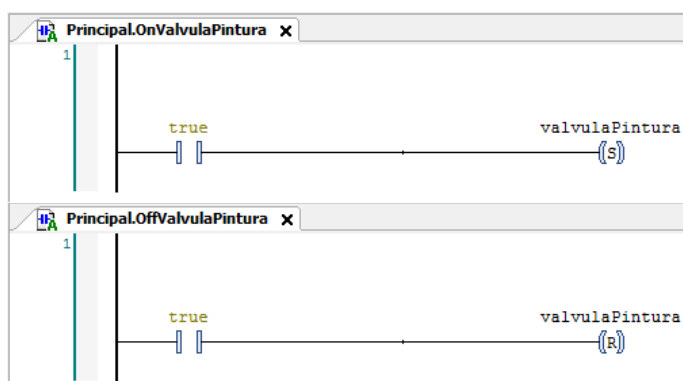 Principal.OnValvulaPintura X
1
true valvulaPintura
S
Principal.OffValvulaPintura X
1
true valvulaPintura
R